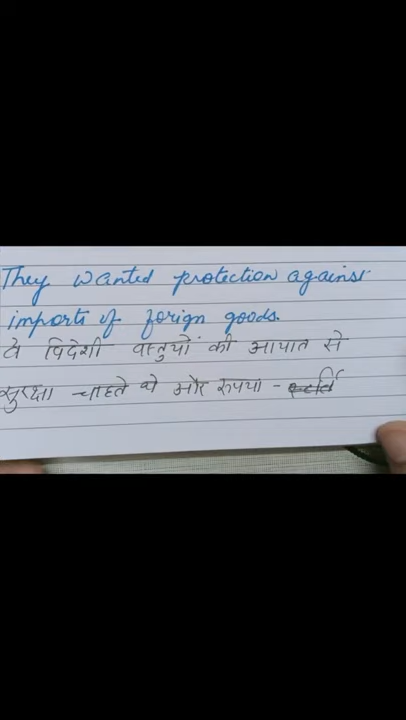 They wanted protection against
imports of forign goods.
वे विदेशी वस्तुयों की आयात से
सुरक्षा चाहते थे और रुपया -